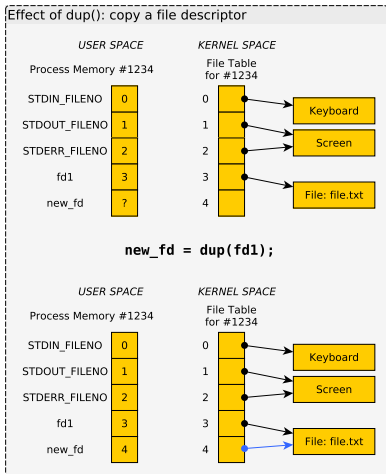 Effect of dup(): copy a file descriptor
USER SPACE KERNEL SPACE
Process Memory #1234 File Table
for #1234
STDIN_FILENO 0 0 Keyboard
STDOUT_FILENO 1 1 Screen
STDERR_FILENO 2 2
fd1 3 3 File: file.txt
new_fd ? 4
new_fd = dup(fd1);
USER SPACE KERNEL SPACE
Process Memory #1234 File Table
for #1234
STDIN_FILENO 0 0 Keyboard
STDOUT_FILENO 1 1 Screen
STDERR_FILENO 2 2
fd1 3 3 File: file.txt
new_fd 4 4